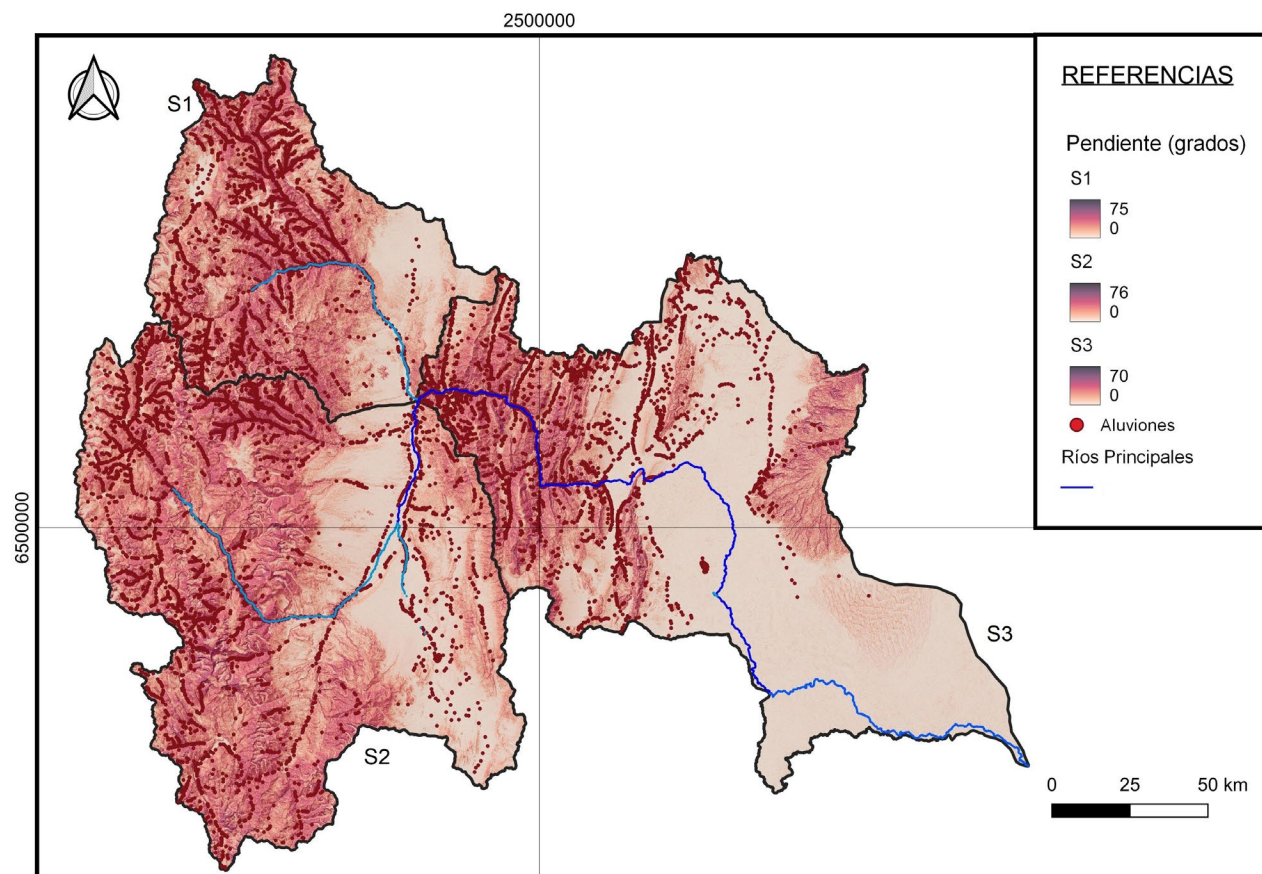 2500000
6500000
S1
S2
S3
REFERENCIAS
Pendiente (grados)
S1
75
0
S2
76
0
S3
70
0
Aluviones
Ríos Principales
0 25 50 km